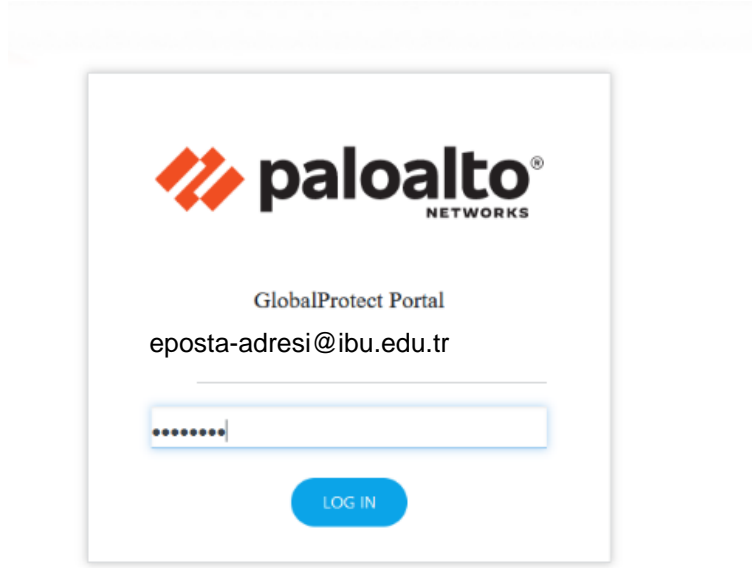 paloalto®
NETWORKS
GlobalProtect Portal
eposta-adresi@ibu.edu.tr
••••••••
LOG IN